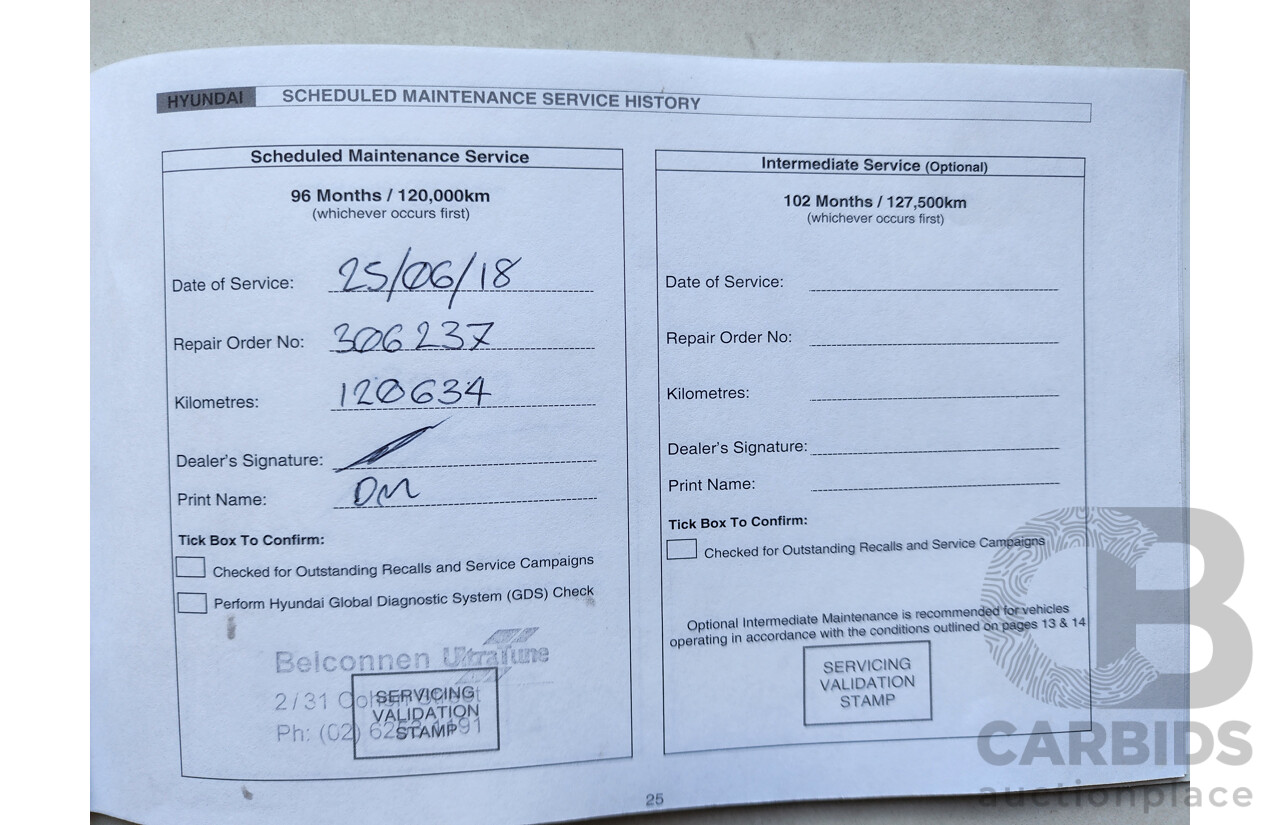 HYUNDAI SCHEDULED MAINTENANCE SERVICE HISTORY
Scheduled Maintenance Service
96 Months / 120,000km
(whichever occurs first)
Date of Service: 25/06/18
Repair Order No: 306237
Kilometres: 120634
Dealer's Signature:
Print Name: DM
Tick Box To Confirm:
Checked for Outstanding Recalls and Service Campaigns
Perform Hyundai Global Diagnostic System (GDS) Check
Belconnen UltraTune
2/31
Ph: (02)
SERVICING
VALIDATION
STAMP
Intermediate Service (Optional)
102 Months / 127,500km
(whichever occurs first)
Date of Service:
Repair Order No:
Kilometres:
Dealer's Signature:
Print Name:
Tick Box To Confirm:
Checked for Outstanding Recalls and Service Campaigns
Optional Intermediate Maintenance is recommended for vehicles
operating in accordance with the conditions outlined on pages 13 & 14
SERVICING
VALIDATION
STAMP
25
CB
CARBIDS
auctionplace